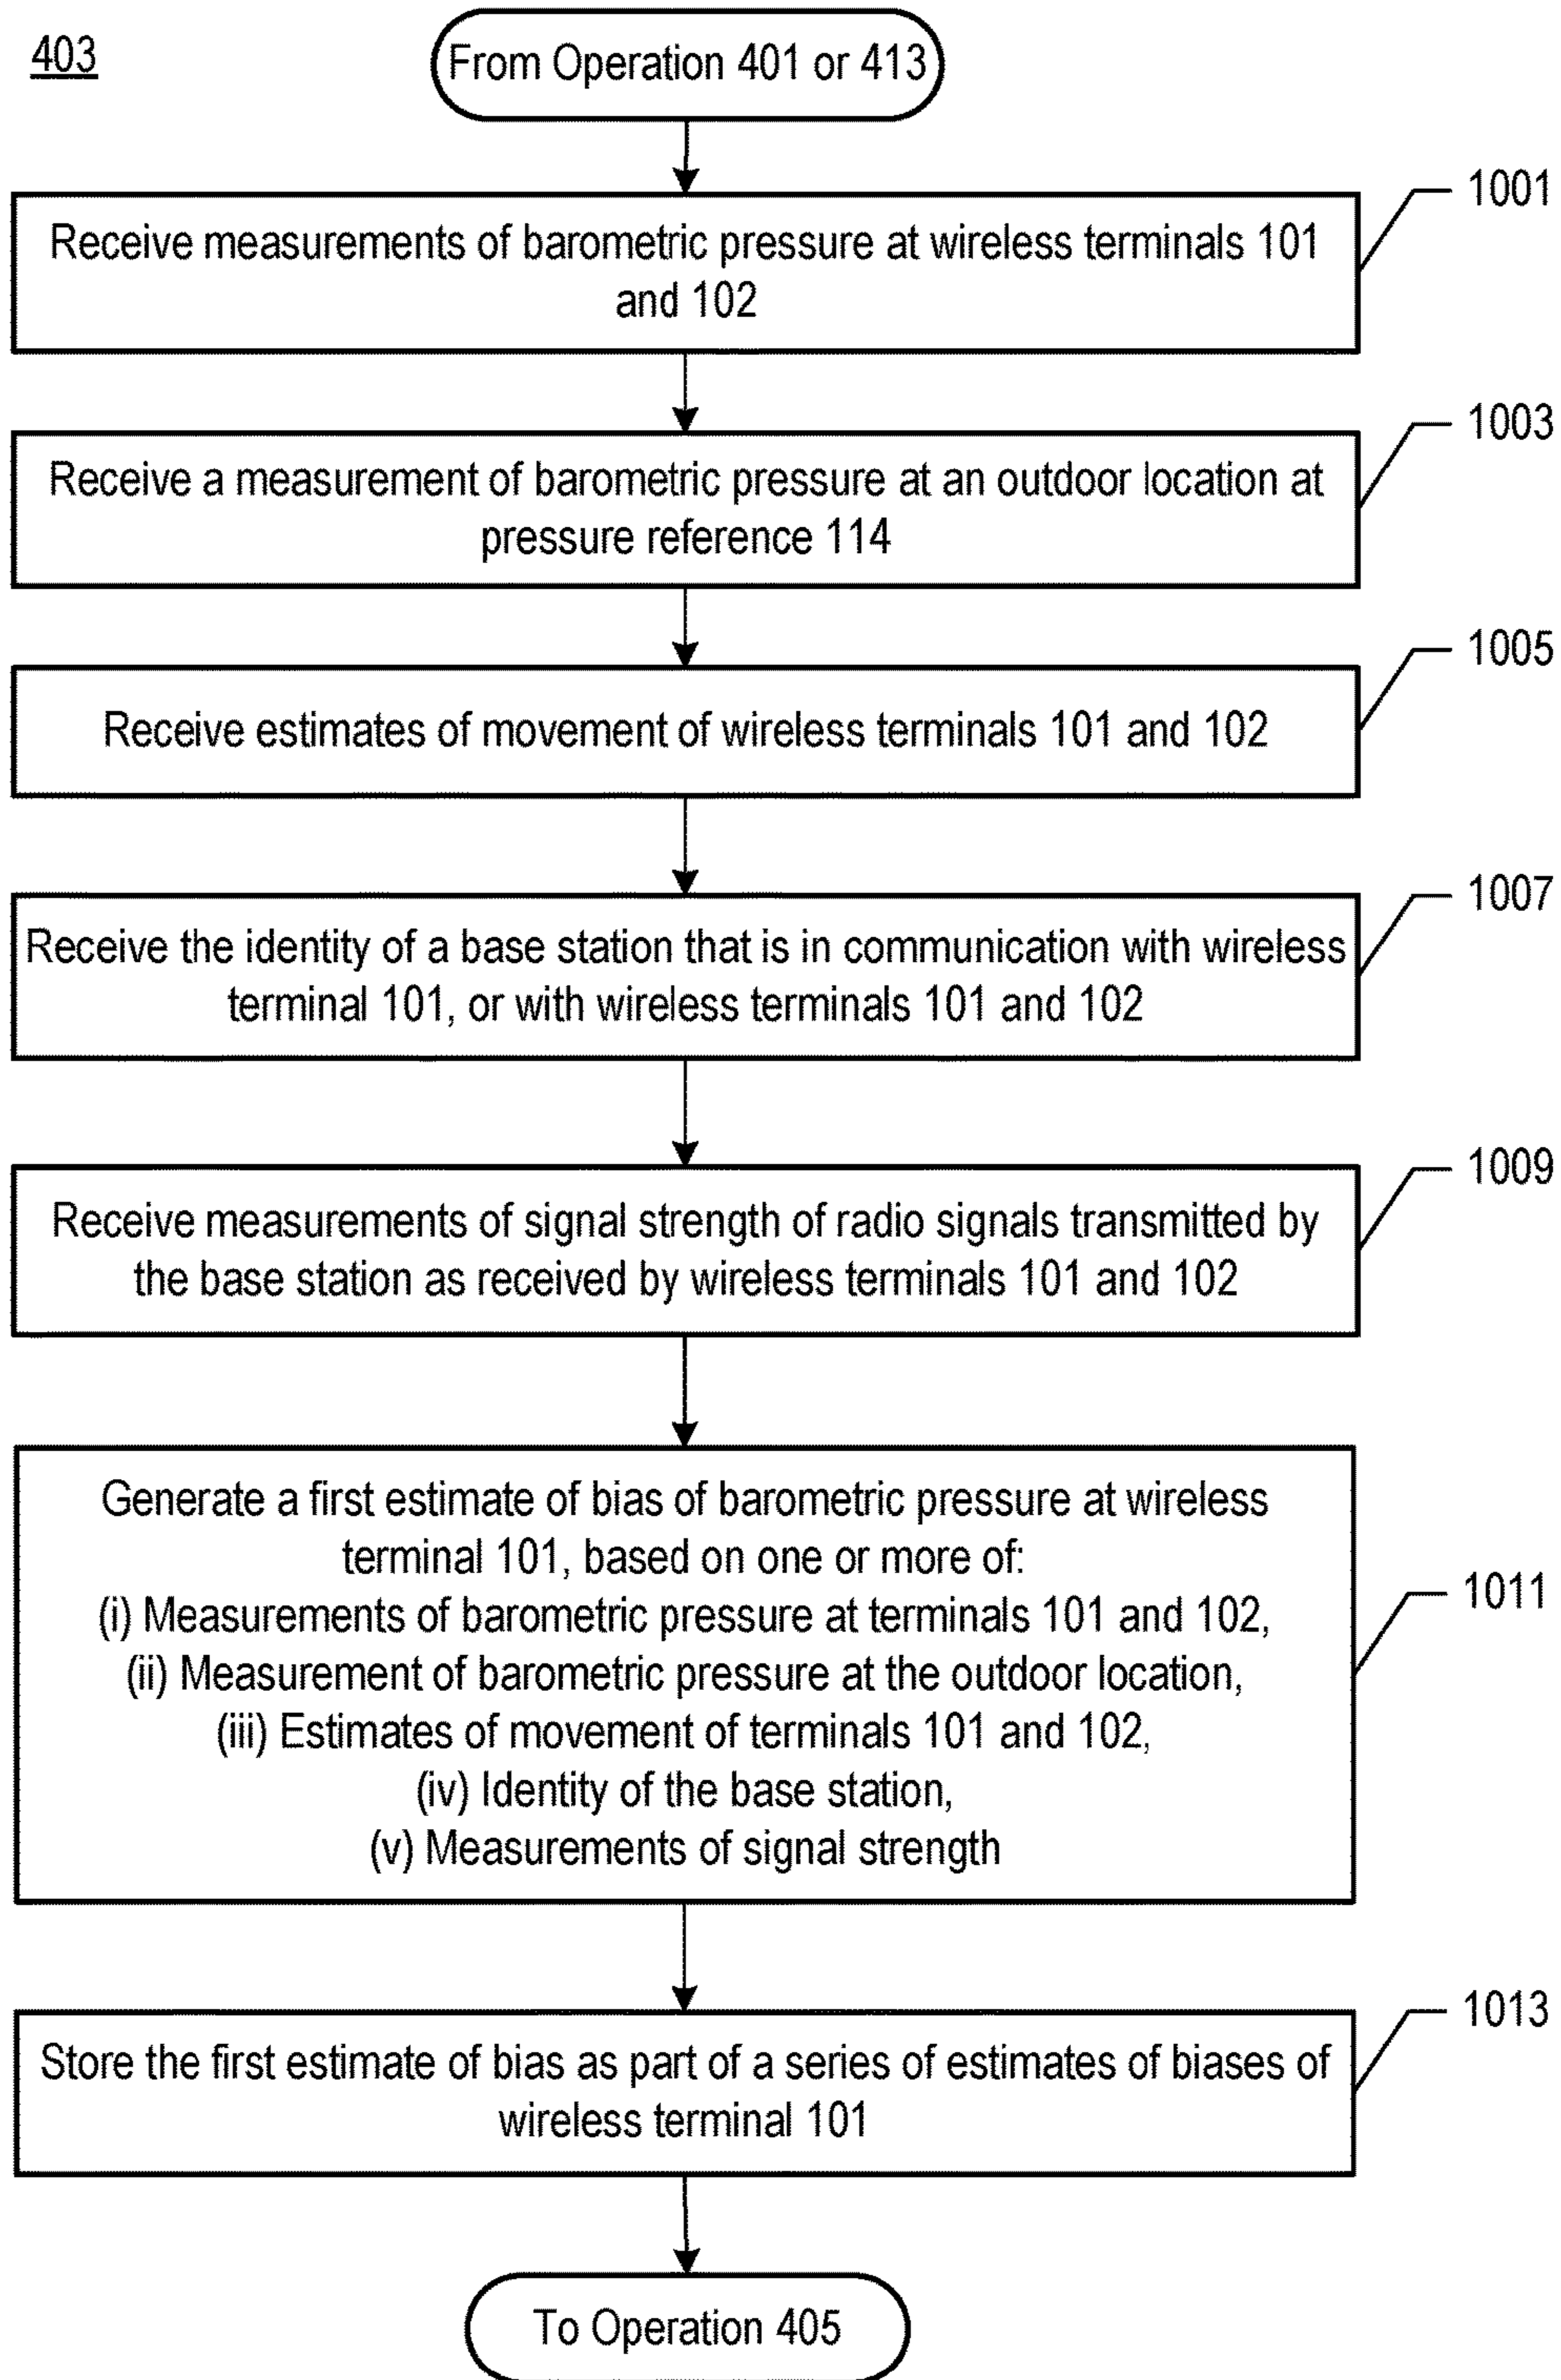 403
From Operation 401 or 413
1001
Receive measurements of barometric pressure at wireless terminals 101
and 102
1003
Receive a measurement of barometric pressure at an outdoor location at
pressure reference 114
1005
Receive estimates of movement of wireless terminals 101 and 102
1007
Receive the identity of a base station that is in communication with wireless
terminal 101, or with wireless terminals 101 and 102
1009
Receive measurements of signal strength of radio signals transmitted by
the base station as received by wireless terminals 101 and 102
Generate a first estimate of bias of barometric pressure at wireless
terminal 101, based on one or more of:
(i) Measurements of barometric pressure at terminals 101 and 102,
1011
(ii) Measurement of barometric pressure at the outdoor location,
(iii) Estimates of movement of terminals 101 and 102,
(iv) Identity of the base station,
(v) Measurements of signal strength
1013
Store the first estimate of bias as part of a series of estimates of biases of
wireless terminal 101
To Operation 405